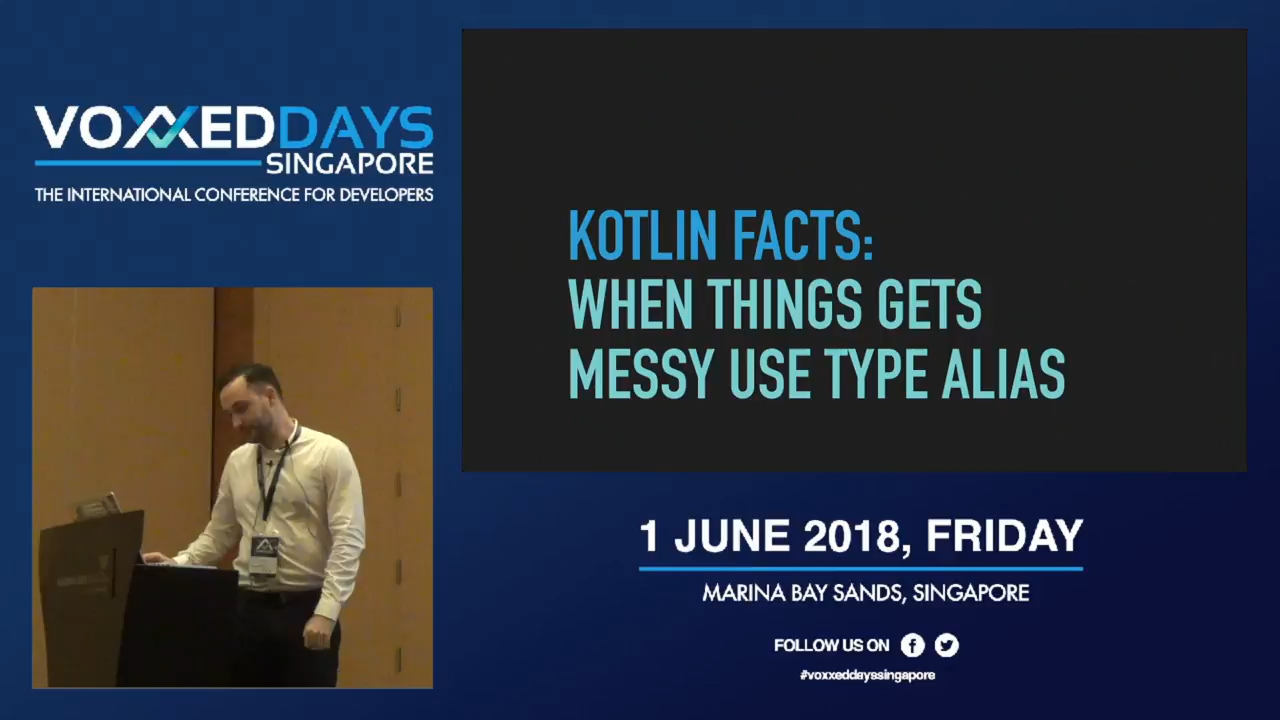 VOXXEDDAYS
SINGAPORE
THE INTERNATIONAL CONFERENCE FOR DEVELOPERS
KOTLIN FACTS:
WHEN THINGS GETS
MESSY USE TYPE ALIAS
1 JUNE 2018, FRIDAY
MARINA BAY SANDS, SINGAPORE
FOLLOW US ON
#voxxeddayssingapore